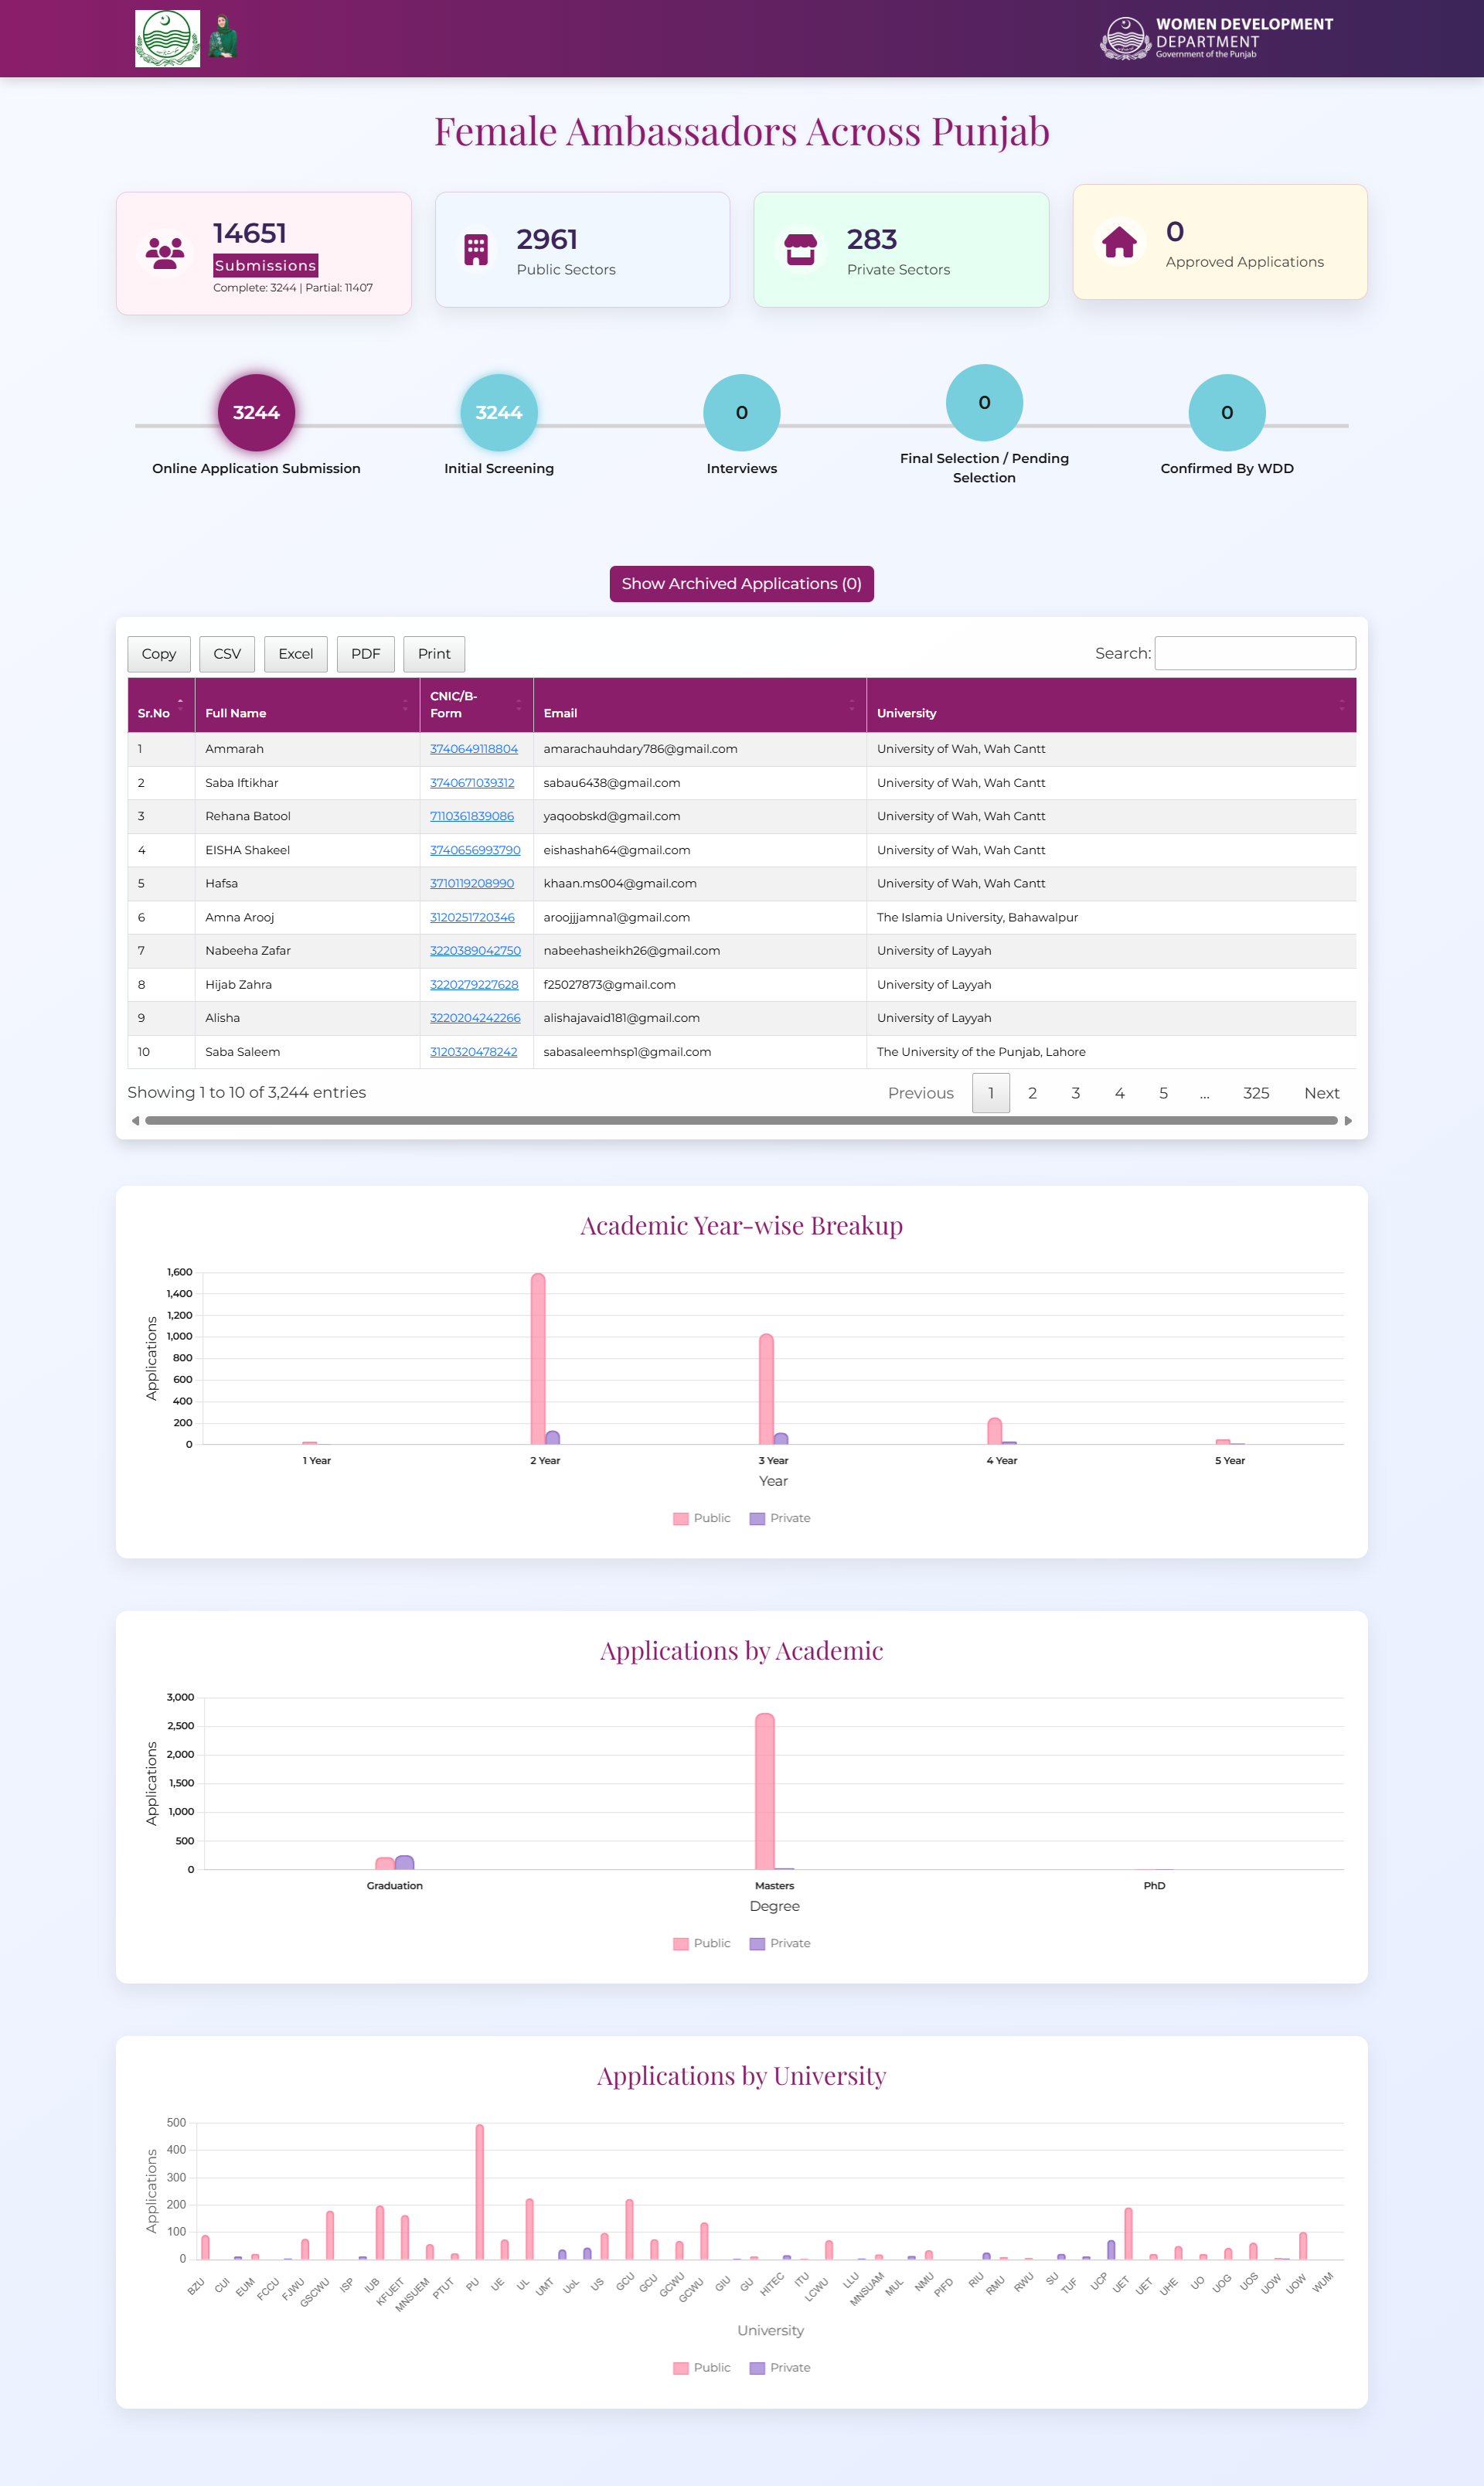 WOMEN DEVELOPMENT
DEPARTMENT
Government of the Punjab
Female Ambassadors Across Punjab
14651
Submissions
Complete: 3244 | Partial: 11407
2961
Public Sectors
283
Private Sectors
0
Approved Applications
3244
Online Application Submission
3244
Initial Screening
0
Interviews
0
Final Selection / Pending
Selection
0
Confirmed By WDD
Show Archived Applications (0)
Copy CSV Excel PDF Print Search:
Sr.No Full Name CNIC/B-Form Email University
1 Ammarah 3740649118804 amarachauhdary786@gmail.com University of Wah, Wah Cantt
2 Saba Iftikhar 3740671039312 sabau6438@gmail.com University of Wah, Wah Cantt
3 Rehana Batool 7110361839086 yaqoobskd@gmail.com University of Wah, Wah Cantt
4 EISHA Shakeel 3740656993790 eishashah64@gmail.com University of Wah, Wah Cantt
5 Hafsa 3710119208990 khaan.ms004@gmail.com University of Wah, Wah Cantt
6 Amna Arooj 3120251720346 aroojjjamna1@gmail.com The Islamia University, Bahawalpur
7 Nabeeha Zafar 3220389042750 nabeehasheikh26@gmail.com University of Layyah
8 Hijab Zahra 3220279227628 f25027873@gmail.com University of Layyah
9 Alisha 3220204242266 alishajavaid181@gmail.com University of Layyah
10 Saba Saleem 3120320478242 sabasaleemhsp1@gmail.com The University of the Punjab, Lahore
Showing 1 to 10 of 3,244 entries Previous 1 2 3 4 5 … 325 Next
Academic Year-wise Breakup
1,600
1,400
1,200
1,000
800
600
400
200
0
Applications
1 Year 2 Year 3 Year 4 Year 5 Year
Year
Public Private
Applications by Academic
3,000
2,500
2,000
1,500
1,000
500
0
Applications
Graduation Masters PhD
Degree
Public Private
Applications by University
500
400
300
200
100
0
Applications
BZU CUI EUM FCCU FJWU GSCWU ISP IUB KFUEIT MNSUEM PTUT PU UE UL UMT UoL US GCU GCU GCWU GCWU GIU GU HITEC ITU LCWU LLU MNSUAM MUL NMU PIFD RIU RMU RWU SU TUF UCP UET UET UHE UO UOG UOS UOW UOW WUM
University
Public Private